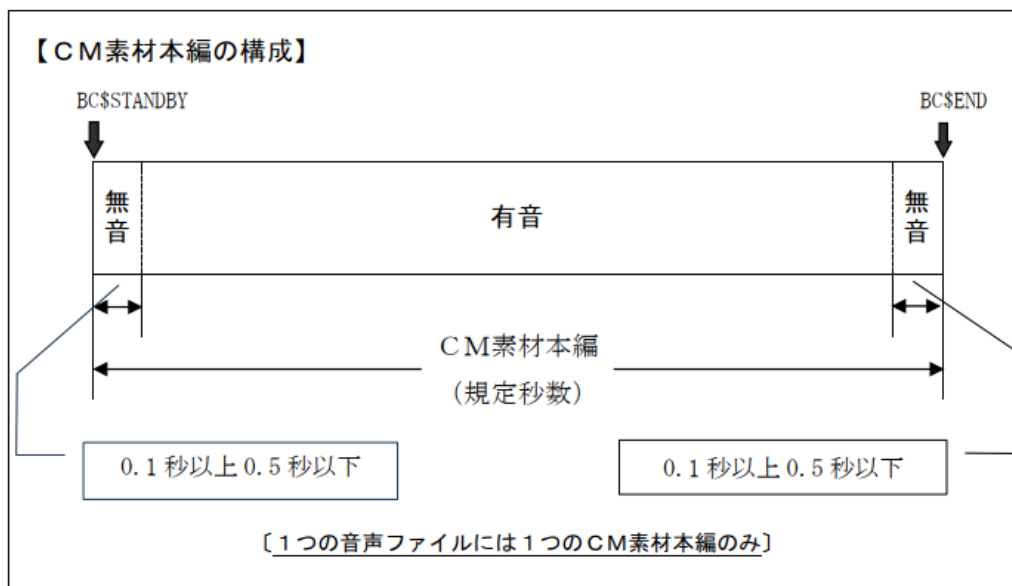 【ＣＭ素材本編の構成】
BC$STANDBY
BC$END
無音
有音
無音
ＣＭ素材本編
（規定秒数）
0.1 秒以上 0.5 秒以下
0.1 秒以上 0.5 秒以下
〔１つの音声ファイルには１つのＣＭ素材本編のみ〕